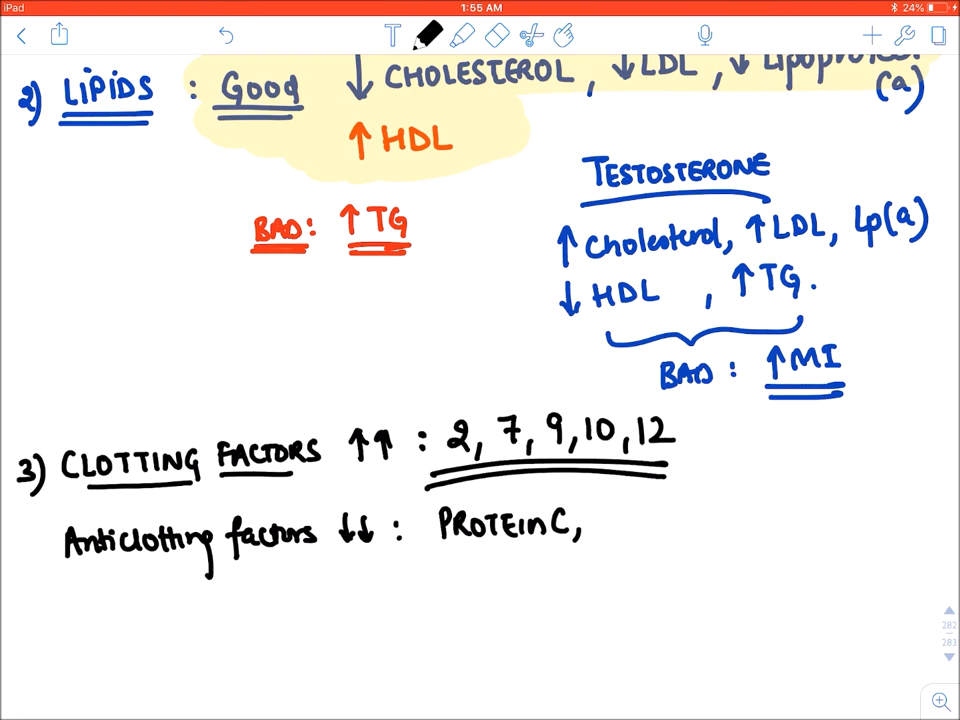 iPad 1:55 AM 24%
T
2) LIPIDS : GOOD ↓ CHOLESTEROL, ↓ LDL, ↓ Lipoprotein
(a)
↑ HDL
TESTOSTERONE
BAD: ↑ TG
↑ Cholesterol, ↑ LDL, Lp(a)
↓ HDL , ↑ TG.
BAD : ↑ MI
3) CLOTTING FACTORS ↑↑ : 2, 7, 9, 10, 12
Anticlotting factors ↓↓ : PROTEIN C,
282
283